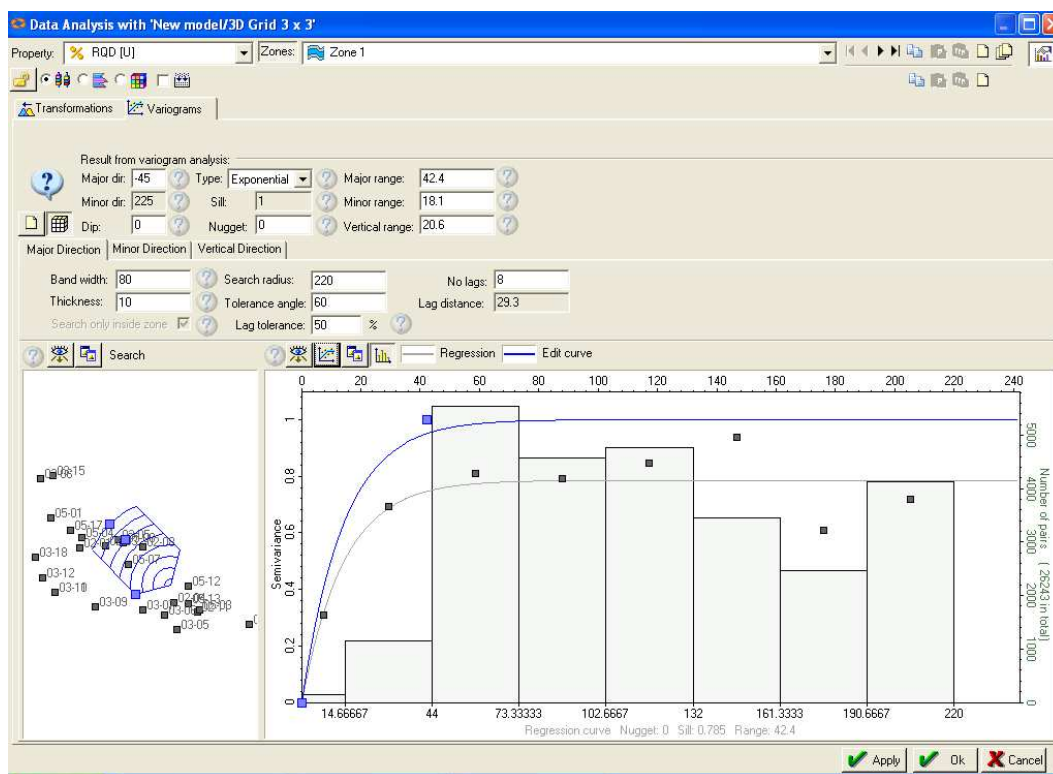 Data Analysis with 'New model/3D Grid 3 x 3'
Property: % RQD [U] Zones: Zone 1
Transformations Variograms
Result from variogram analysis:
Major dir: -45 Type: Exponential Major range: 42.4
Minor dir: 225 Sill: 1 Minor range: 18.1
Dip: 0 Nugget: 0 Vertical range: 20.6
Major Direction Minor Direction Vertical Direction
Band width: 80 Search radius: 220 No lags: 8
Thickness: 10 Tolerance angle: 60 Lag distance: 29.3
Search only inside zone Lag tolerance: 50 %
Search Regression Edit curve
0 20 40 60 80 100 120 140 160 180 200 220 240
1
0.8
0.6
0.4
0.2
0
Semivariance
5000
4000
3000
2000
1000
0
Number of pairs ( 26243 in total)
03-15
05-01
05-17
03-18
05-07
03-12
05-12
03-09
03-05
14.66667 44 73.33333 102.6667 132 161.3333 190.6667 220
Regression curve Nugget: 0 Sill: 0.785 Range: 42.4
Apply Ok Cancel